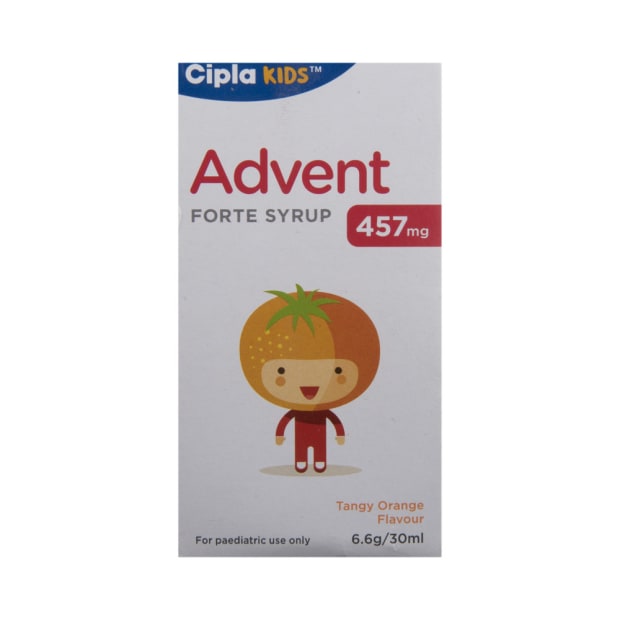 Cipla KIDS™
Advent
FORTE SYRUP
457mg
Tangy Orange
Flavour
For paediatric use only
6.6g/30ml